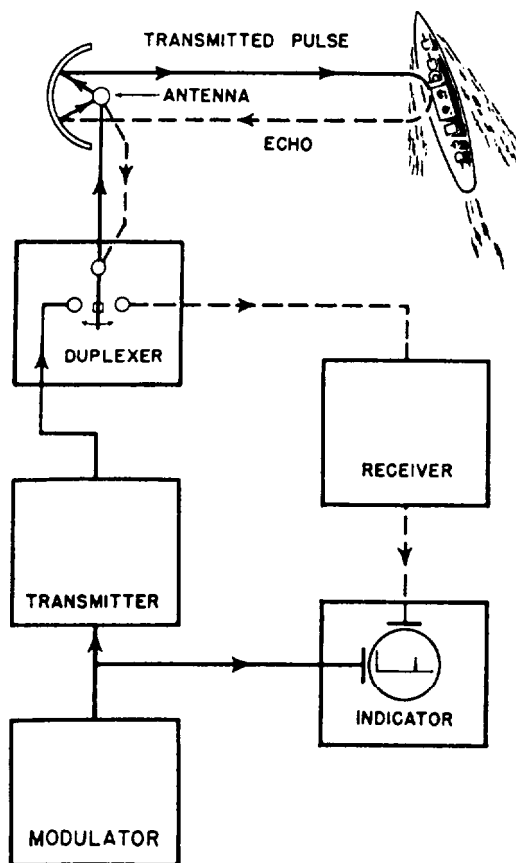 TRANSMITTED PULSE
ANTENNA
ECHO
DUPLEXER
RECEIVER
TRANSMITTER
INDICATOR
MODULATOR